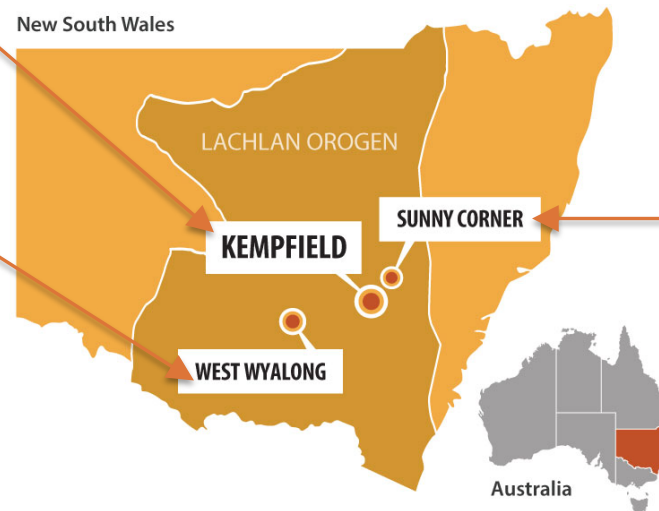 New South Wales
LACHLAN OROGEN
SUNNY CORNER
KEMPFIELD
WEST WYALONG
Australia